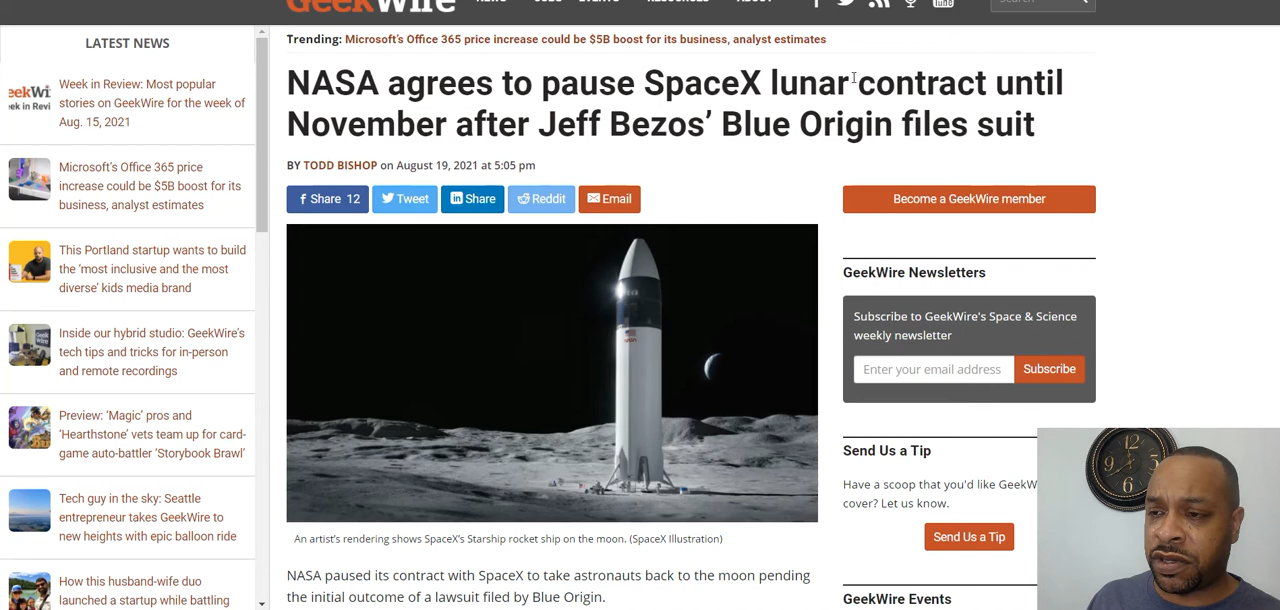 GeekWire
NEWS JOBS EVENTS RESOURCES ABOUT
Search
LATEST NEWS
Week in Review: Most popular
stories on GeekWire for the week of
Aug. 15, 2021
Microsoft's Office 365 price
increase could be $5B boost for its
business, analyst estimates
This Portland startup wants to build
the 'most inclusive and the most
diverse' kids media brand
Inside our hybrid studio: GeekWire's
tech tips and tricks for in-person
and remote recordings
Preview: 'Magic' pros and
'Hearthstone' vets team up for card-
game auto-battler 'Storybook Brawl'
Tech guy in the sky: Seattle
entrepreneur takes GeekWire to
new heights with epic balloon ride
How this husband-wife duo
launched a startup while battling
Trending: Microsoft's Office 365 price increase could be $5B boost for its business, analyst estimates
NASA agrees to pause SpaceX lunar contract until
November after Jeff Bezos' Blue Origin files suit
BY TODD BISHOP on August 19, 2021 at 5:05 pm
Share 12
Tweet
Share
Reddit
Email
An artist's rendering shows SpaceX's Starship rocket ship on the moon. (SpaceX Illustration)
NASA paused its contract with SpaceX to take astronauts back to the moon pending
the initial outcome of a lawsuit filed by Blue Origin.
Become a GeekWire member
GeekWire Newsletters
Subscribe to GeekWire's Space & Science
weekly newsletter
Enter your email address
Subscribe
Send Us a Tip
Have a scoop that you'd like GeekW
cover? Let us know.
Send Us a Tip
GeekWire Events